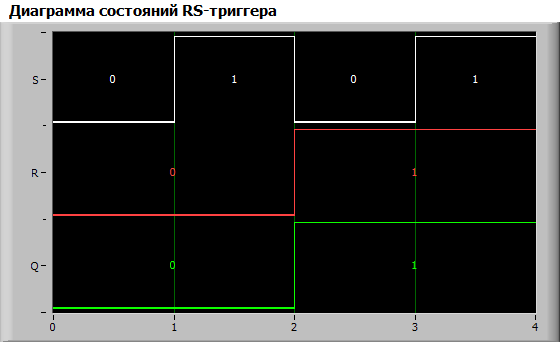 Диаграмма состояний RS-триггера
S 0 1 0 1
R 0 1
Q 0 1
0 1 2 3 4